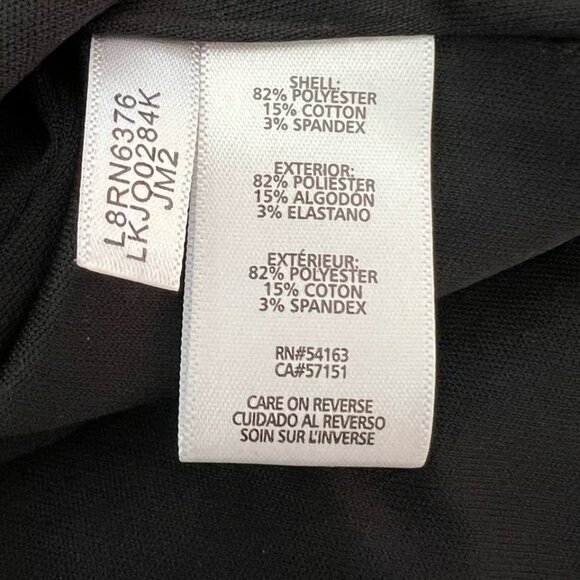 L8RN6376
LKJO0284K
JM2
SHELL:
82% POLYESTER
15% COTTON
3% SPANDEX
EXTERIOR:
82% POLIESTER
15% ALGODÓN
3% ELASTANO
EXTÉRIEUR:
82% POLYESTER
15% COTON
3% SPANDEX
RN#54163
CA#57151
CARE ON REVERSE
CUIDADO AL REVERSO
SOIN SUR L'INVERSE